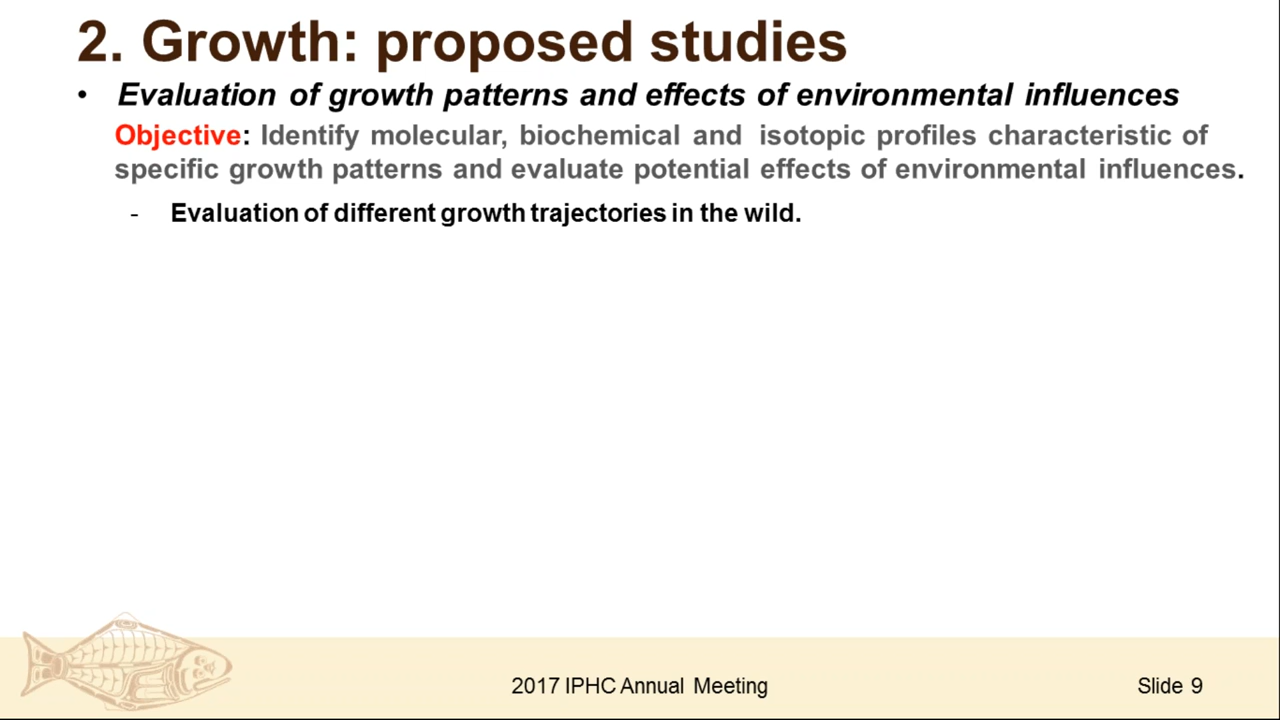 2. Growth: proposed studies
• Evaluation of growth patterns and effects of environmental influences
Objective: Identify molecular, biochemical and isotopic profiles characteristic of
specific growth patterns and evaluate potential effects of environmental influences.
- Evaluation of different growth trajectories in the wild.
2017 IPHC Annual Meeting
Slide 9